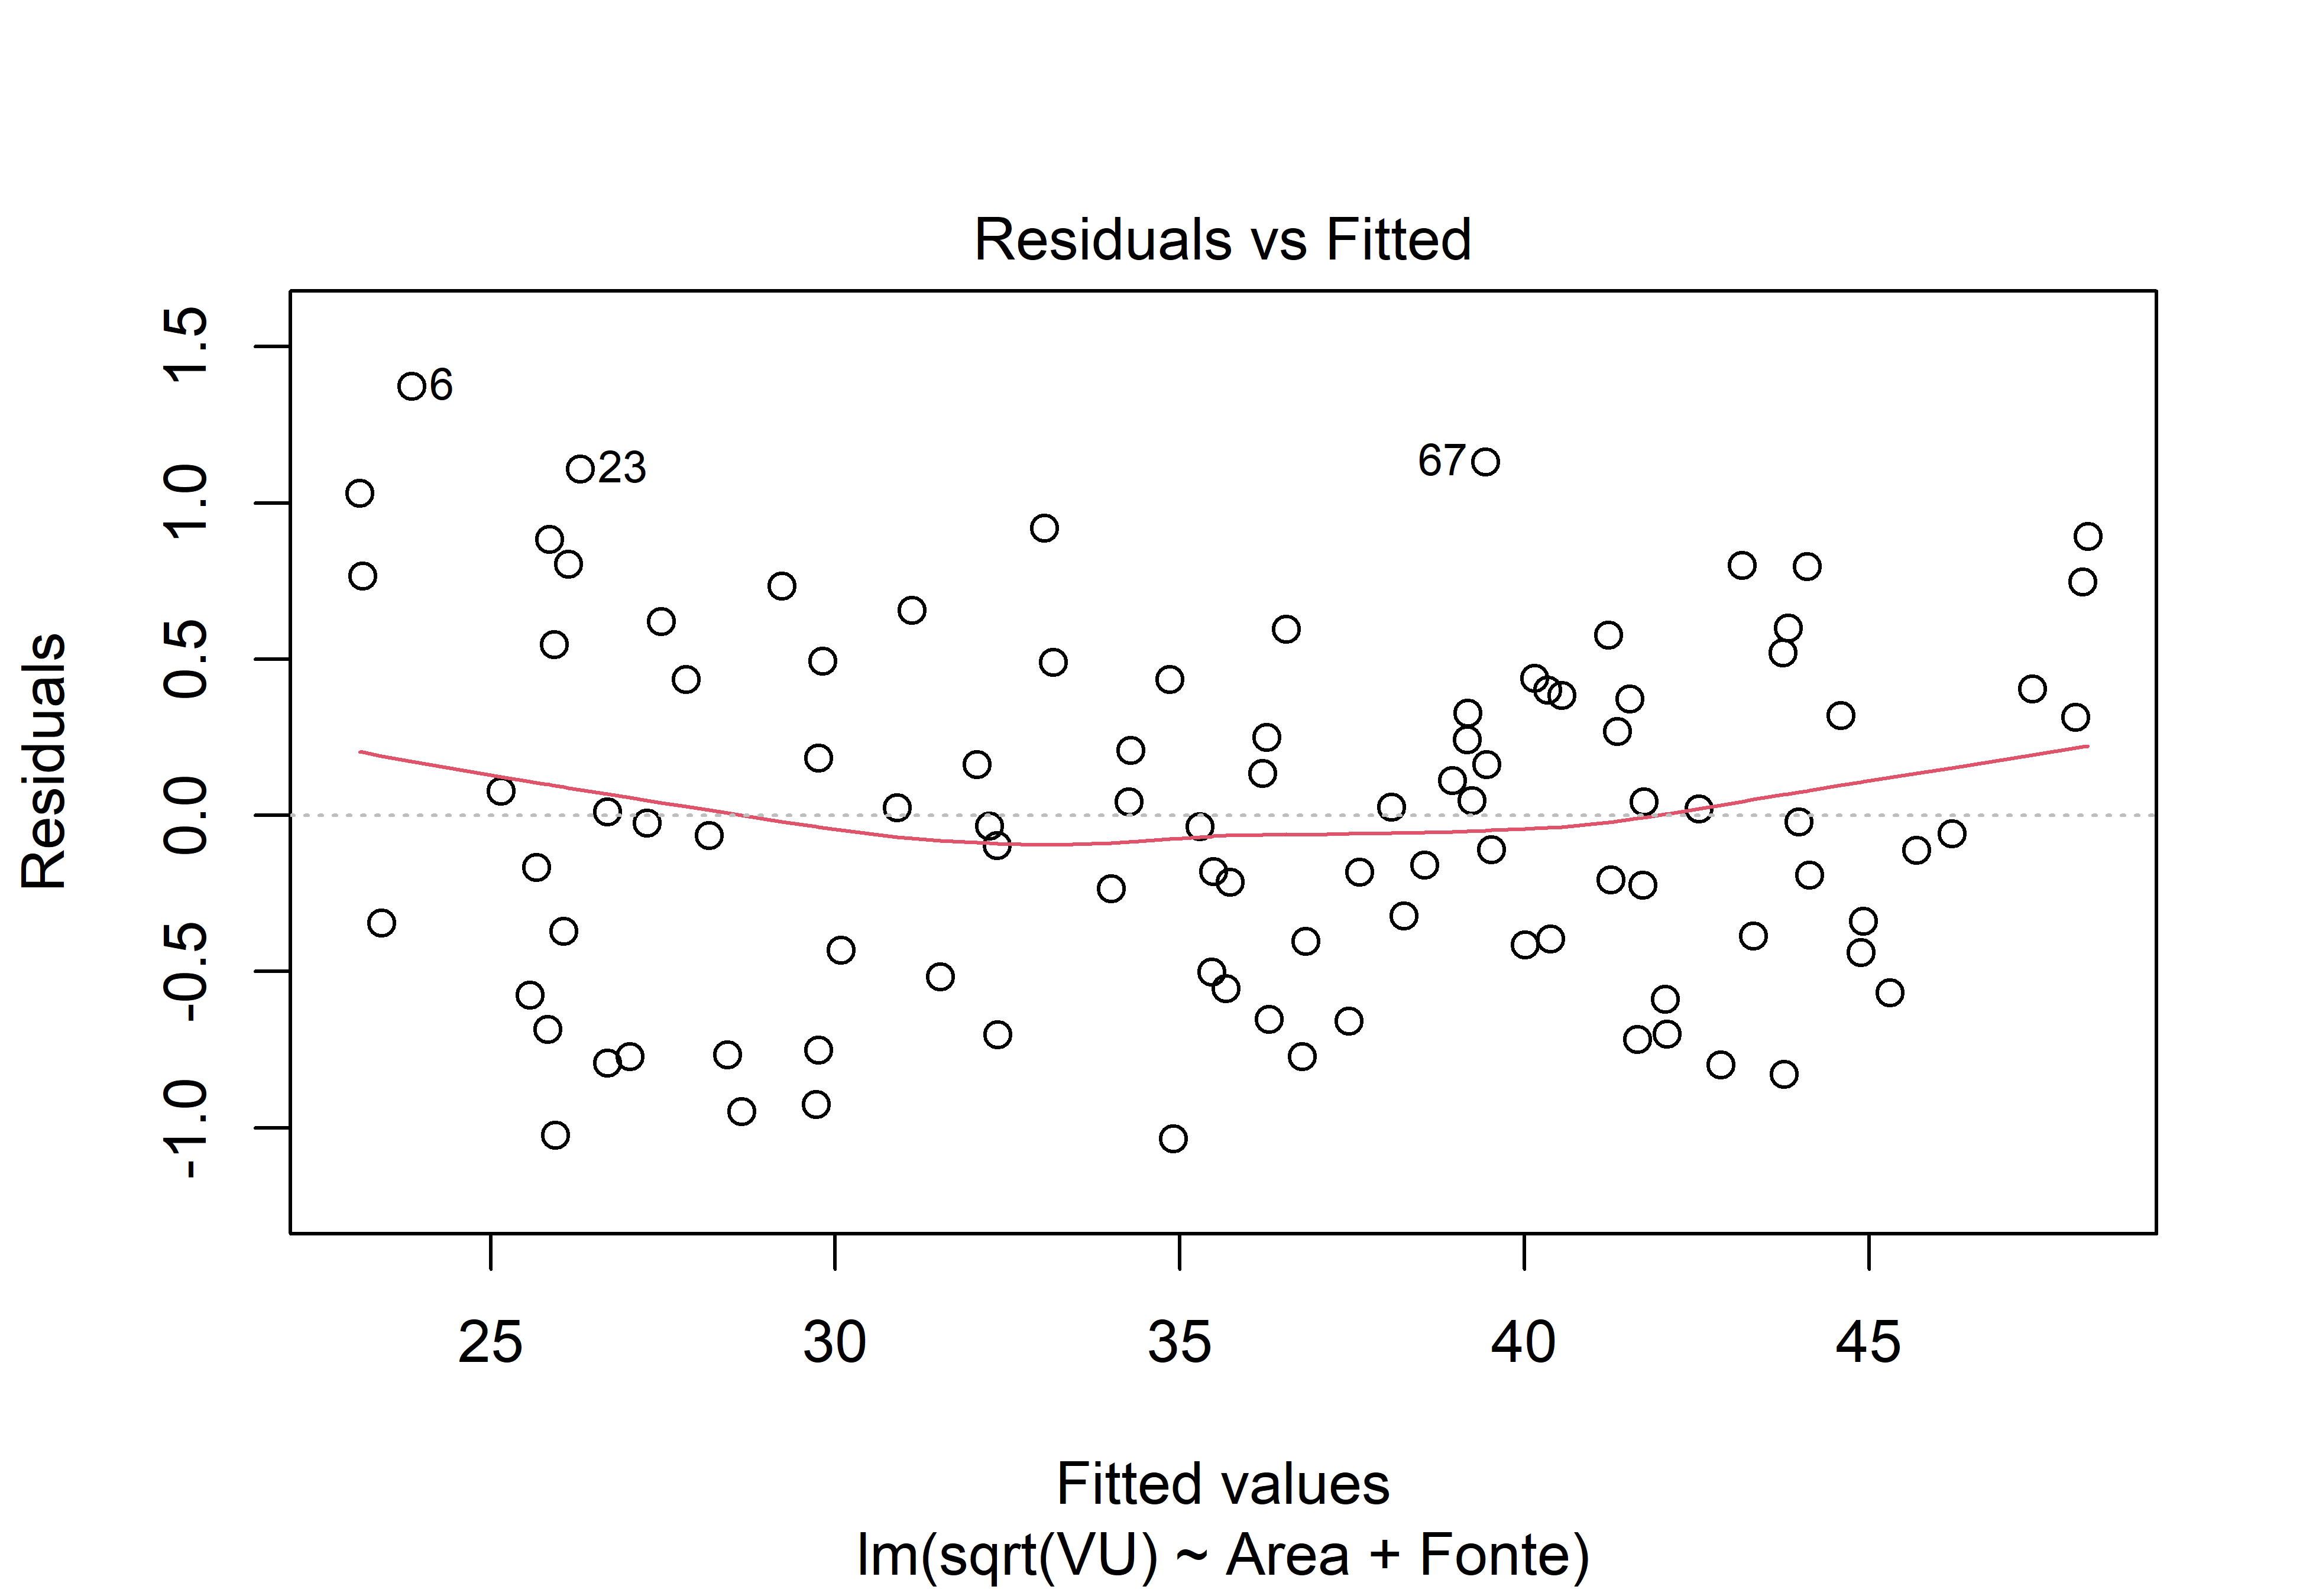 Residuals vs Fitted
1.5
1.0
0.5
0.0
-0.5
-1.0
Residuals
6
23
67
25 30 35 40 45
Fitted values
lm(sqrt(VU) ~ Area + Fonte)